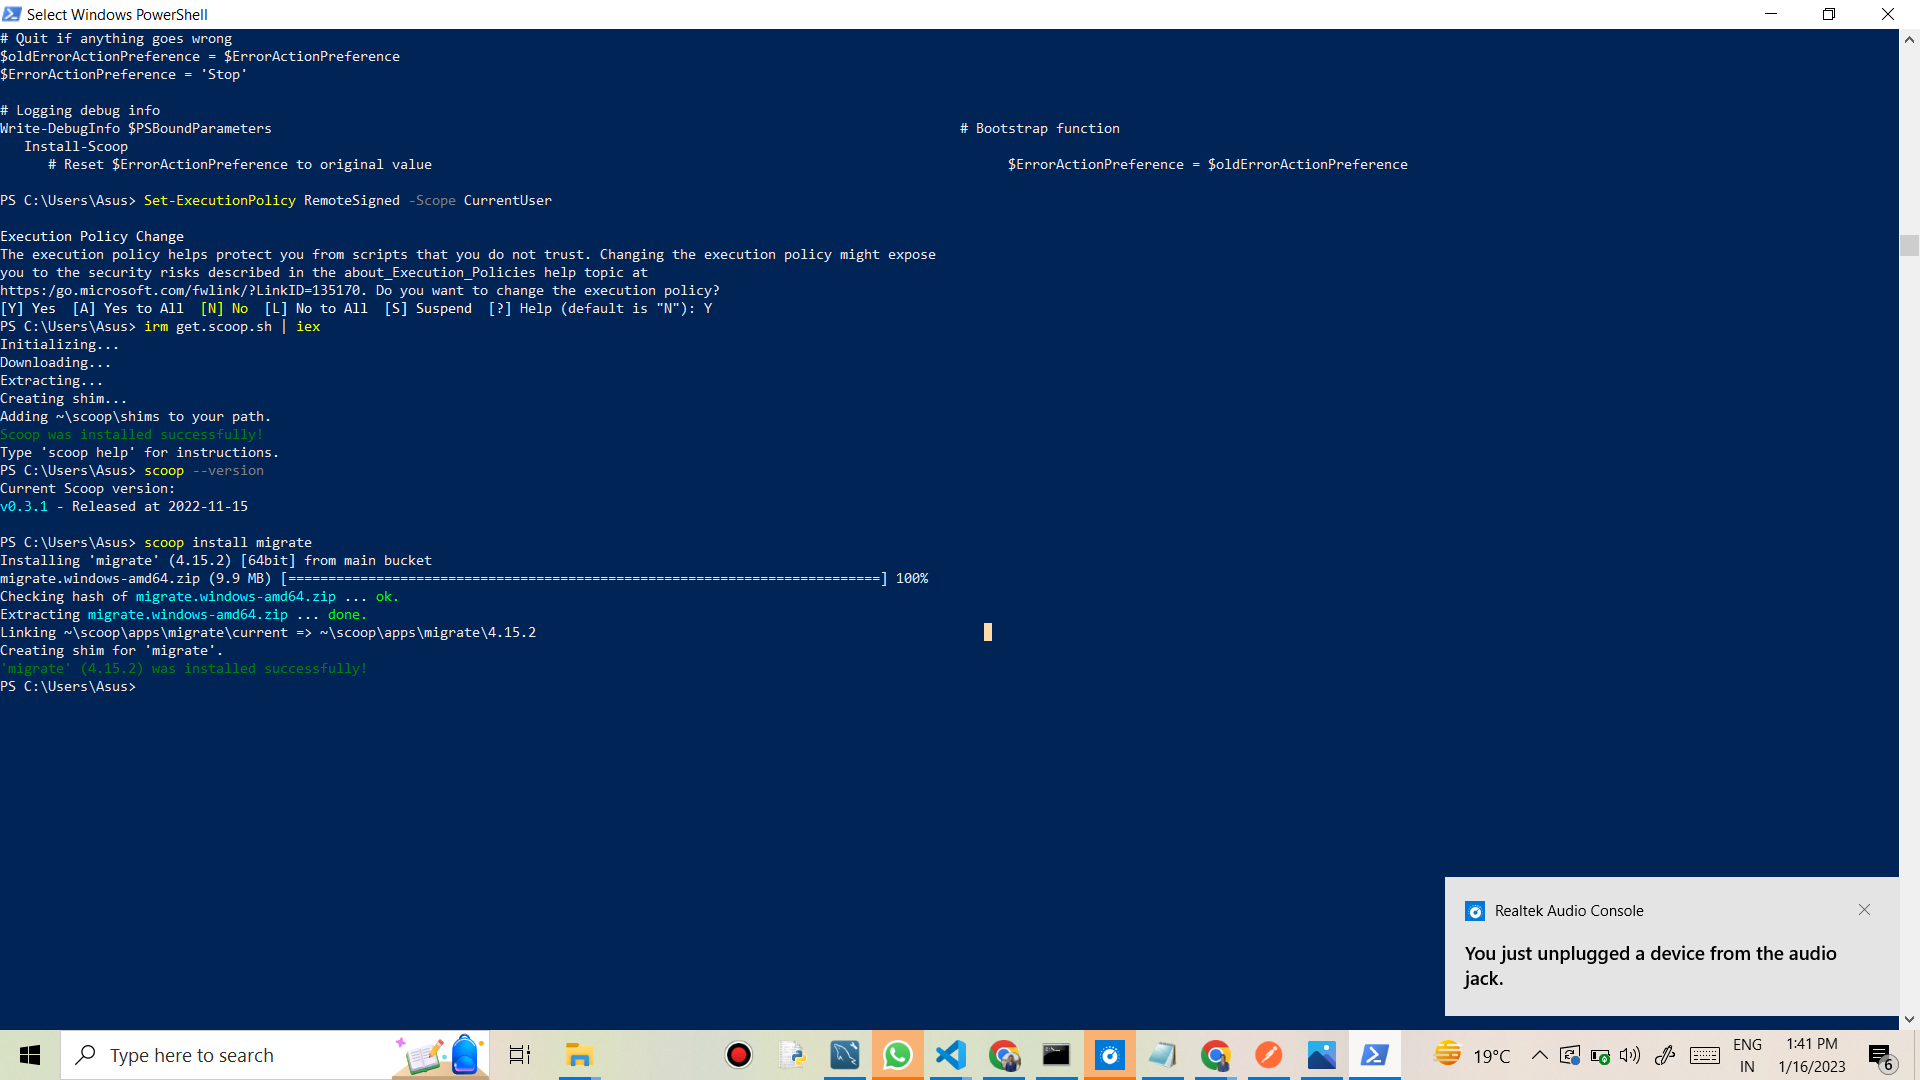 Select Windows PowerShell
# Quit if anything goes wrong
$oldErrorActionPreference = $ErrorActionPreference
$ErrorActionPreference = 'Stop'
# Logging debug info
Write-DebugInfo $PSBoundParameters # Bootstrap function
Install-Scoop
# Reset $ErrorActionPreference to original value $ErrorActionPreference = $oldErrorActionPreference
PS C:\Users\Asus> Set-ExecutionPolicy RemoteSigned -Scope CurrentUser
Execution Policy Change
The execution policy helps protect you from scripts that you do not trust. Changing the execution policy might expose
you to the security risks described in the about_Execution_Policies help topic at
https:/go.microsoft.com/fwlink/?LinkID=135170. Do you want to change the execution policy?
[Y] Yes  [A] Yes to All  [N] No  [L] No to All  [S] Suspend  [?] Help (default is "N"): Y
PS C:\Users\Asus> irm get.scoop.sh | iex
Initializing...
Downloading...
Extracting...
Creating shim...
Adding ~\scoop\shims to your path.
Scoop was installed successfully!
Type 'scoop help' for instructions.
PS C:\Users\Asus> scoop --version
Current Scoop version:
v0.3.1 - Released at 2022-11-15
PS C:\Users\Asus> scoop install migrate
Installing 'migrate' (4.15.2) [64bit] from main bucket
migrate.windows-amd64.zip (9.9 MB) [==========================================================================] 100%
Checking hash of migrate.windows-amd64.zip ... ok.
Extracting migrate.windows-amd64.zip ... done.
Linking ~\scoop\apps\migrate\current => ~\scoop\apps\migrate\4.15.2
Creating shim for 'migrate'.
'migrate' (4.15.2) was installed successfully!
PS C:\Users\Asus>
Realtek Audio Console
You just unplugged a device from the audio
jack.
Type here to search
19°C
ENG
IN
1:41 PM
1/16/2023
6